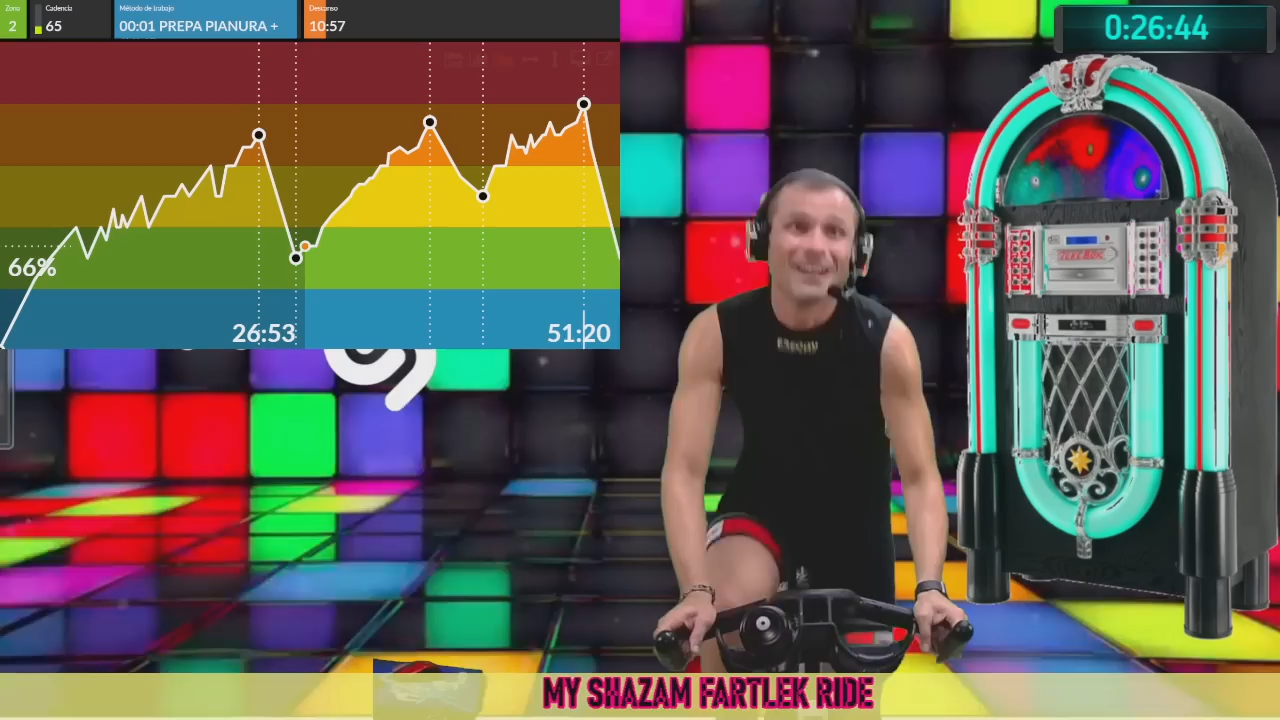 Zona
2
Cadencia
65
Método de trabajo
00:01 PREPA PIANURA +
Descanso
10:57
0:26:44
66%
26:53
51:20
MY SHAZAM FARTLEK RIDE